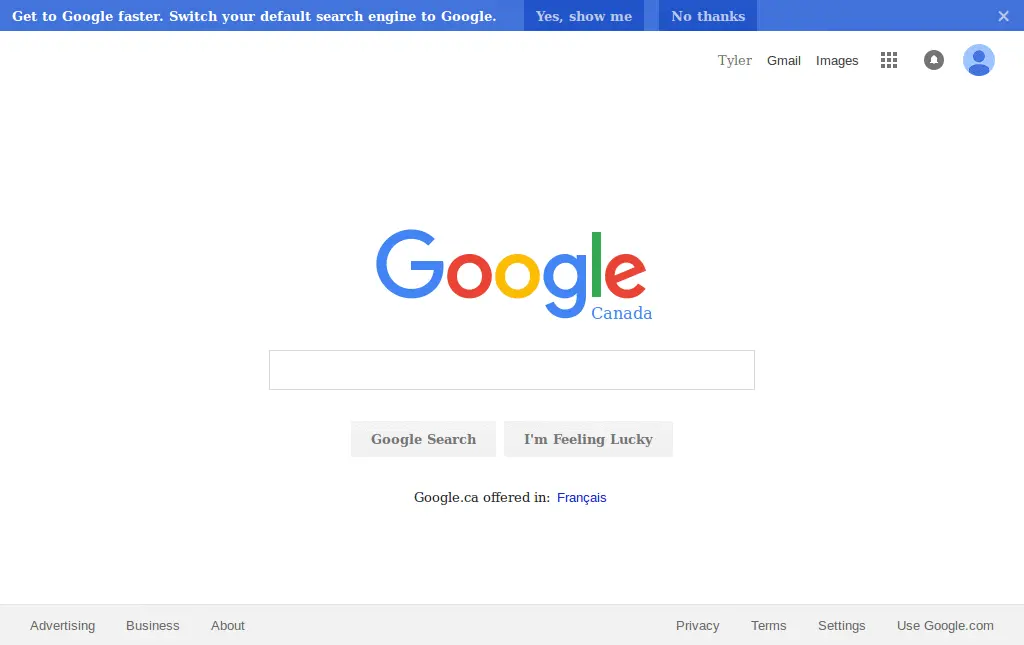 Get to Google faster. Switch your default search engine to Google. Yes, show me No thanks ×
Tyler Gmail Images
Google
Canada
Google Search I'm Feeling Lucky
Google.ca offered in: Français
Advertising Business About Privacy Terms Settings Use Google.com